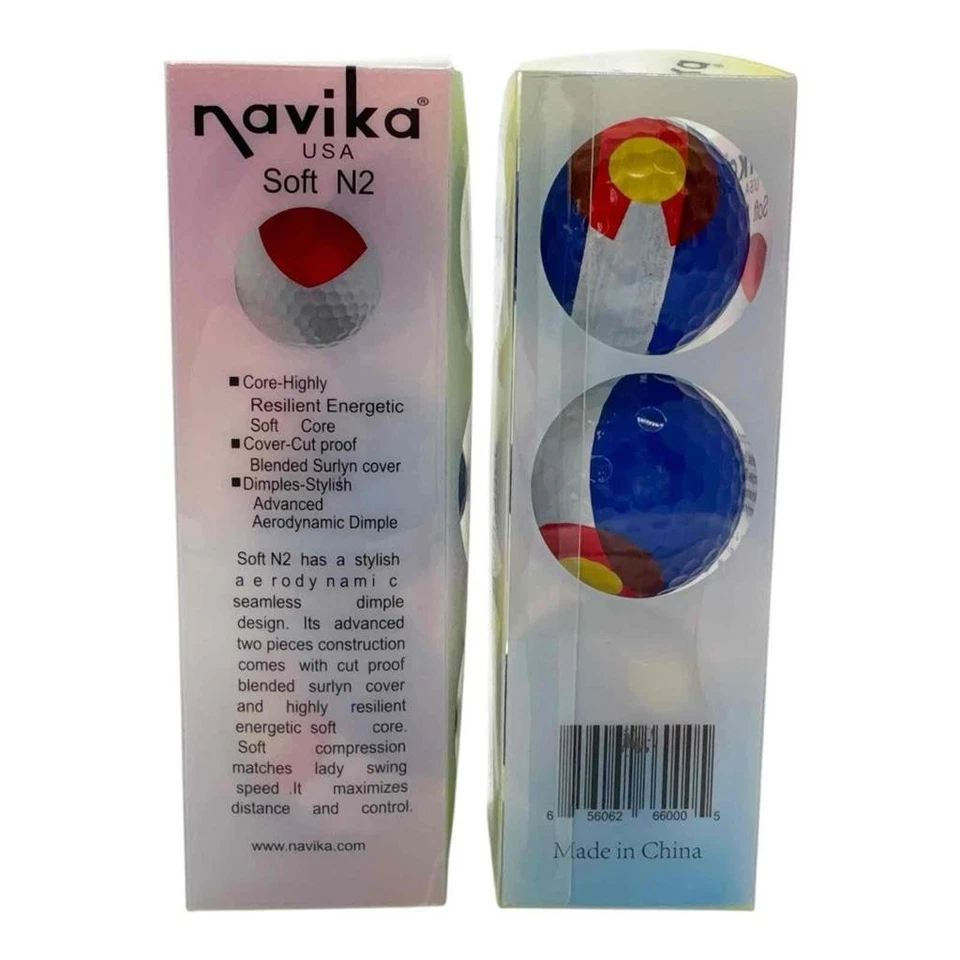 navika®
USA
Soft N2
■ Core-Highly
Resilient Energetic
Soft Core
■ Cover-Cut proof
Blended Surlyn cover
■ Dimples-Stylish
Advanced
Aerodynamic Dimple
Soft N2 has a stylish
aerodynamic
seamless dimple
design. Its advanced
two pieces construction
comes with cut proof
blended surlyn cover
and highly resilient
energetic soft core.
Soft compression
matches lady swing
speed .It maximizes
distance and control.
www.navika.com
6 56062 66000 5
Made in China